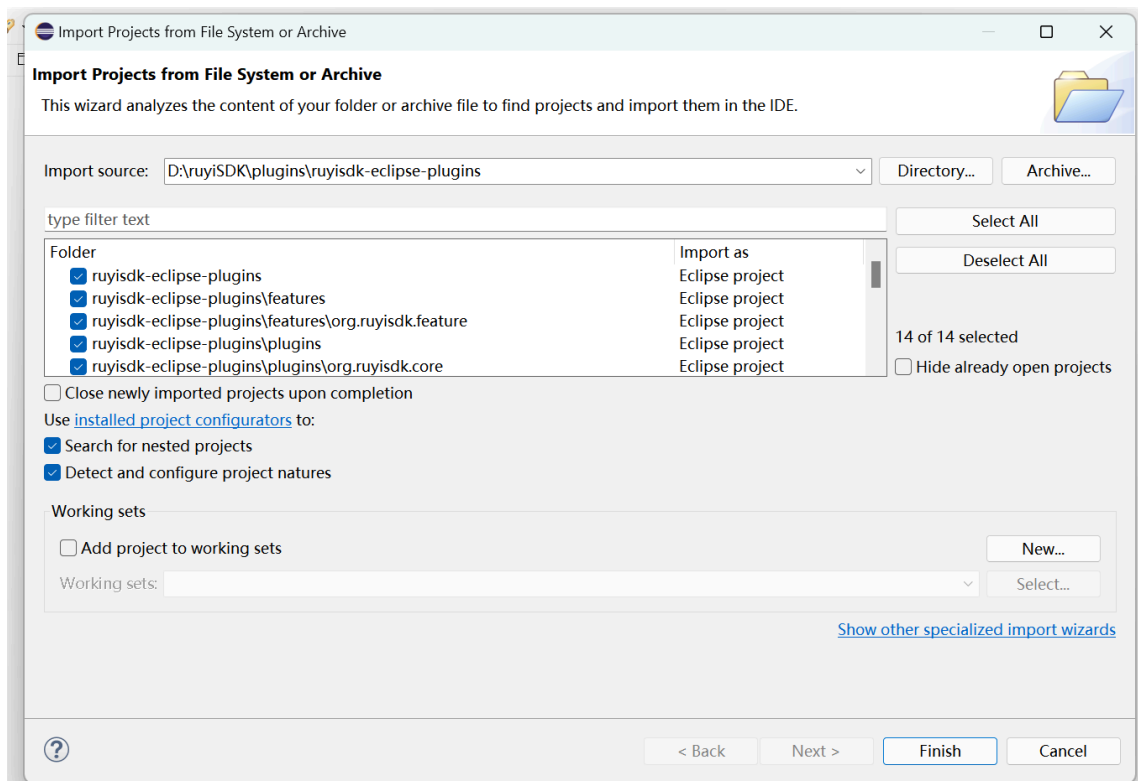 Import Projects from File System or Archive
Import Projects from File System or Archive
This wizard analyzes the content of your folder or archive file to find projects and import them in the IDE.
Import source: D:\ruyiSDK\plugins\ruyisdk-eclipse-plugins Directory... Archive...
type filter text Select All
Folder Import as Deselect All
ruyisdk-eclipse-plugins Eclipse project
ruyisdk-eclipse-plugins\features Eclipse project
ruyisdk-eclipse-plugins\features\org.ruyisdk.feature Eclipse project
ruyisdk-eclipse-plugins\plugins Eclipse project
14 of 14 selected
ruyisdk-eclipse-plugins\plugins\org.ruyisdk.core Eclipse project
Hide already open projects
Close newly imported projects upon completion
Use installed project configurators to:
Search for nested projects
Detect and configure project natures
Working sets
Add project to working sets New...
Working sets: Select...
Show other specialized import wizards
? < Back Next > Finish Cancel